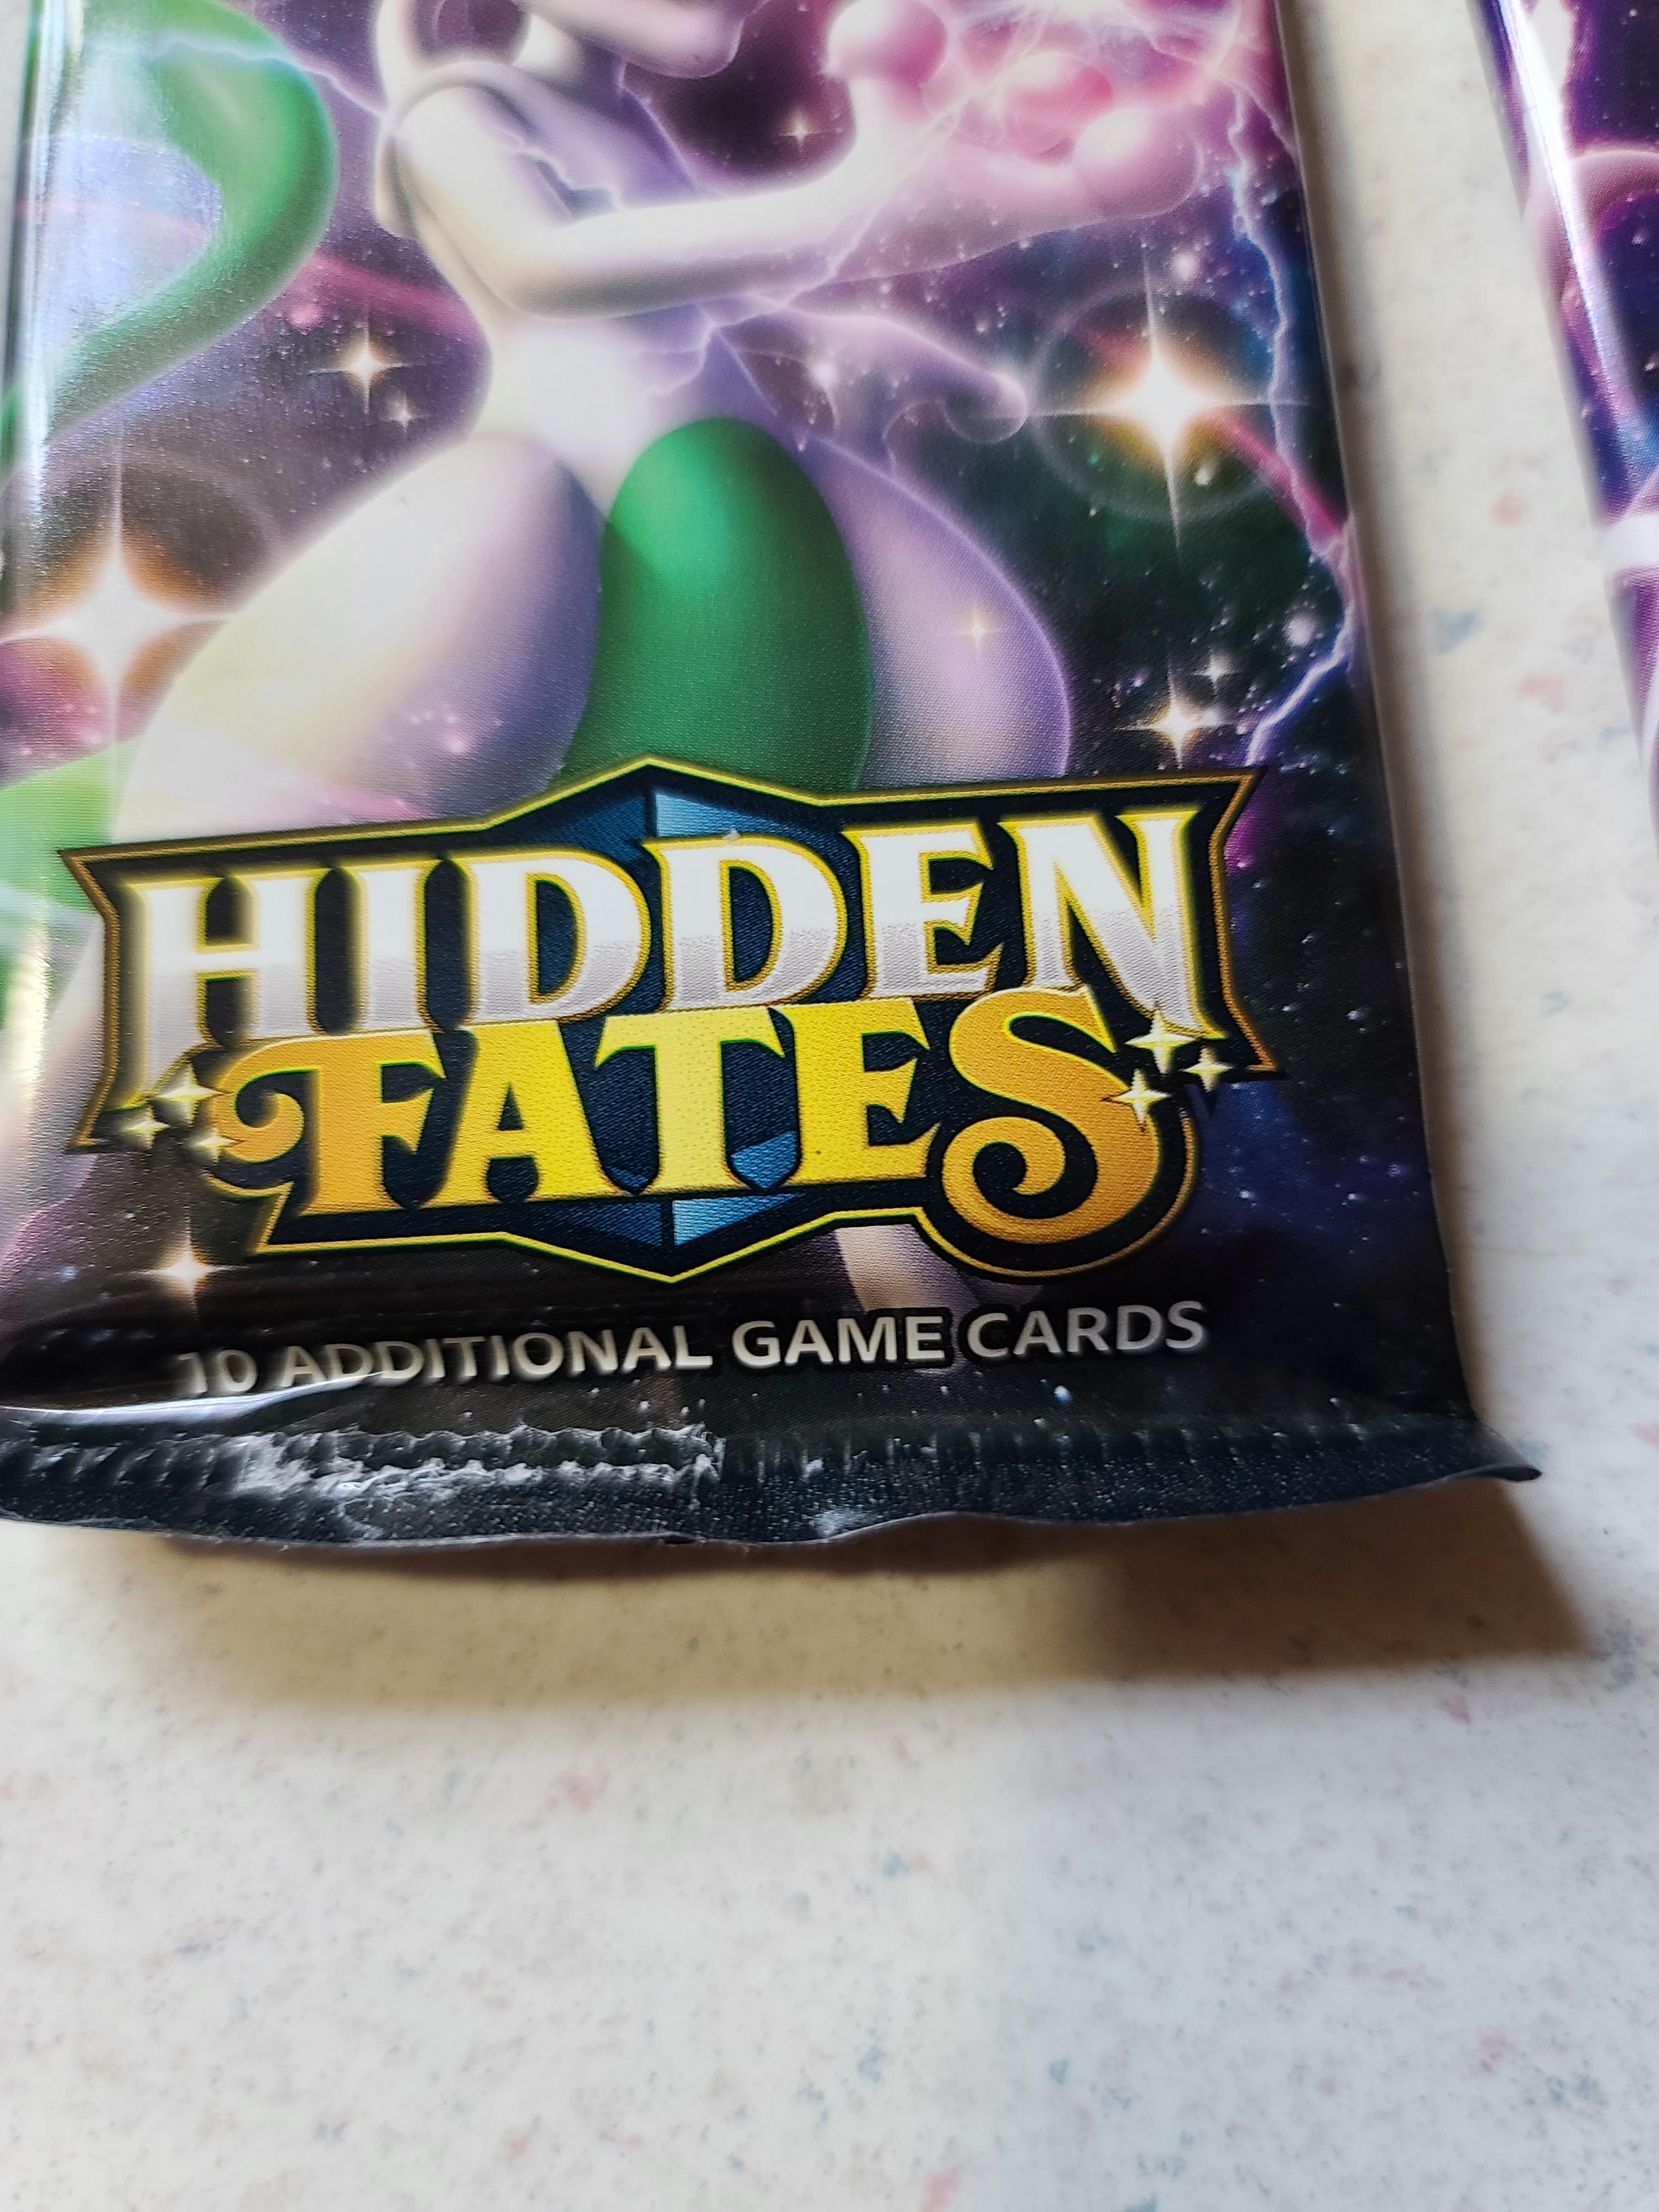 HIDDEN
FATES
10 ADDITIONAL GAME CARDS